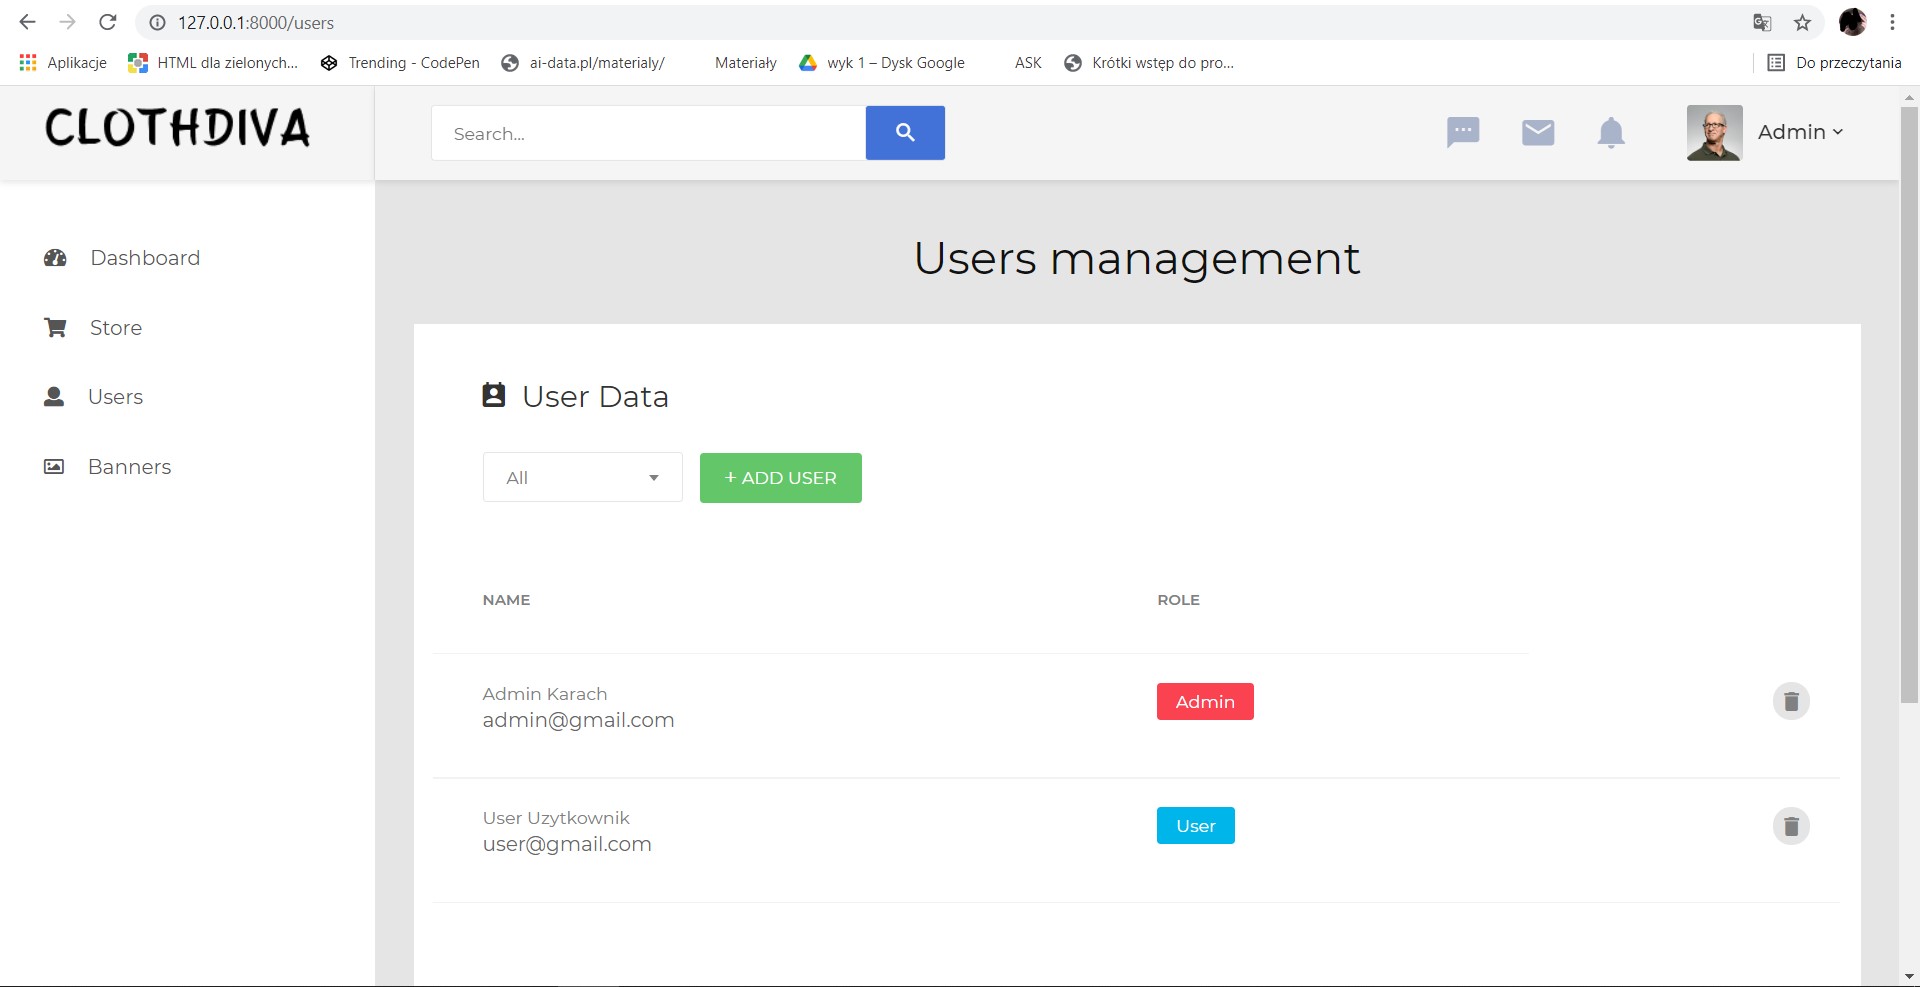 127.0.0.1:8000/users
Aplikacje HTML dla zielonych... Trending - CodePen ai-data.pl/materialy/ Materiały wyk 1 – Dysk Google ASK Krótki wstęp do pro... Do przeczytania
CLOTHDIVA
Search...
Admin
Dashboard
Store
Users
Banners
Users management
User Data
All
+ ADD USER
NAME ROLE
Admin Karach
admin@gmail.com
Admin
User Uzytkownik
user@gmail.com
User